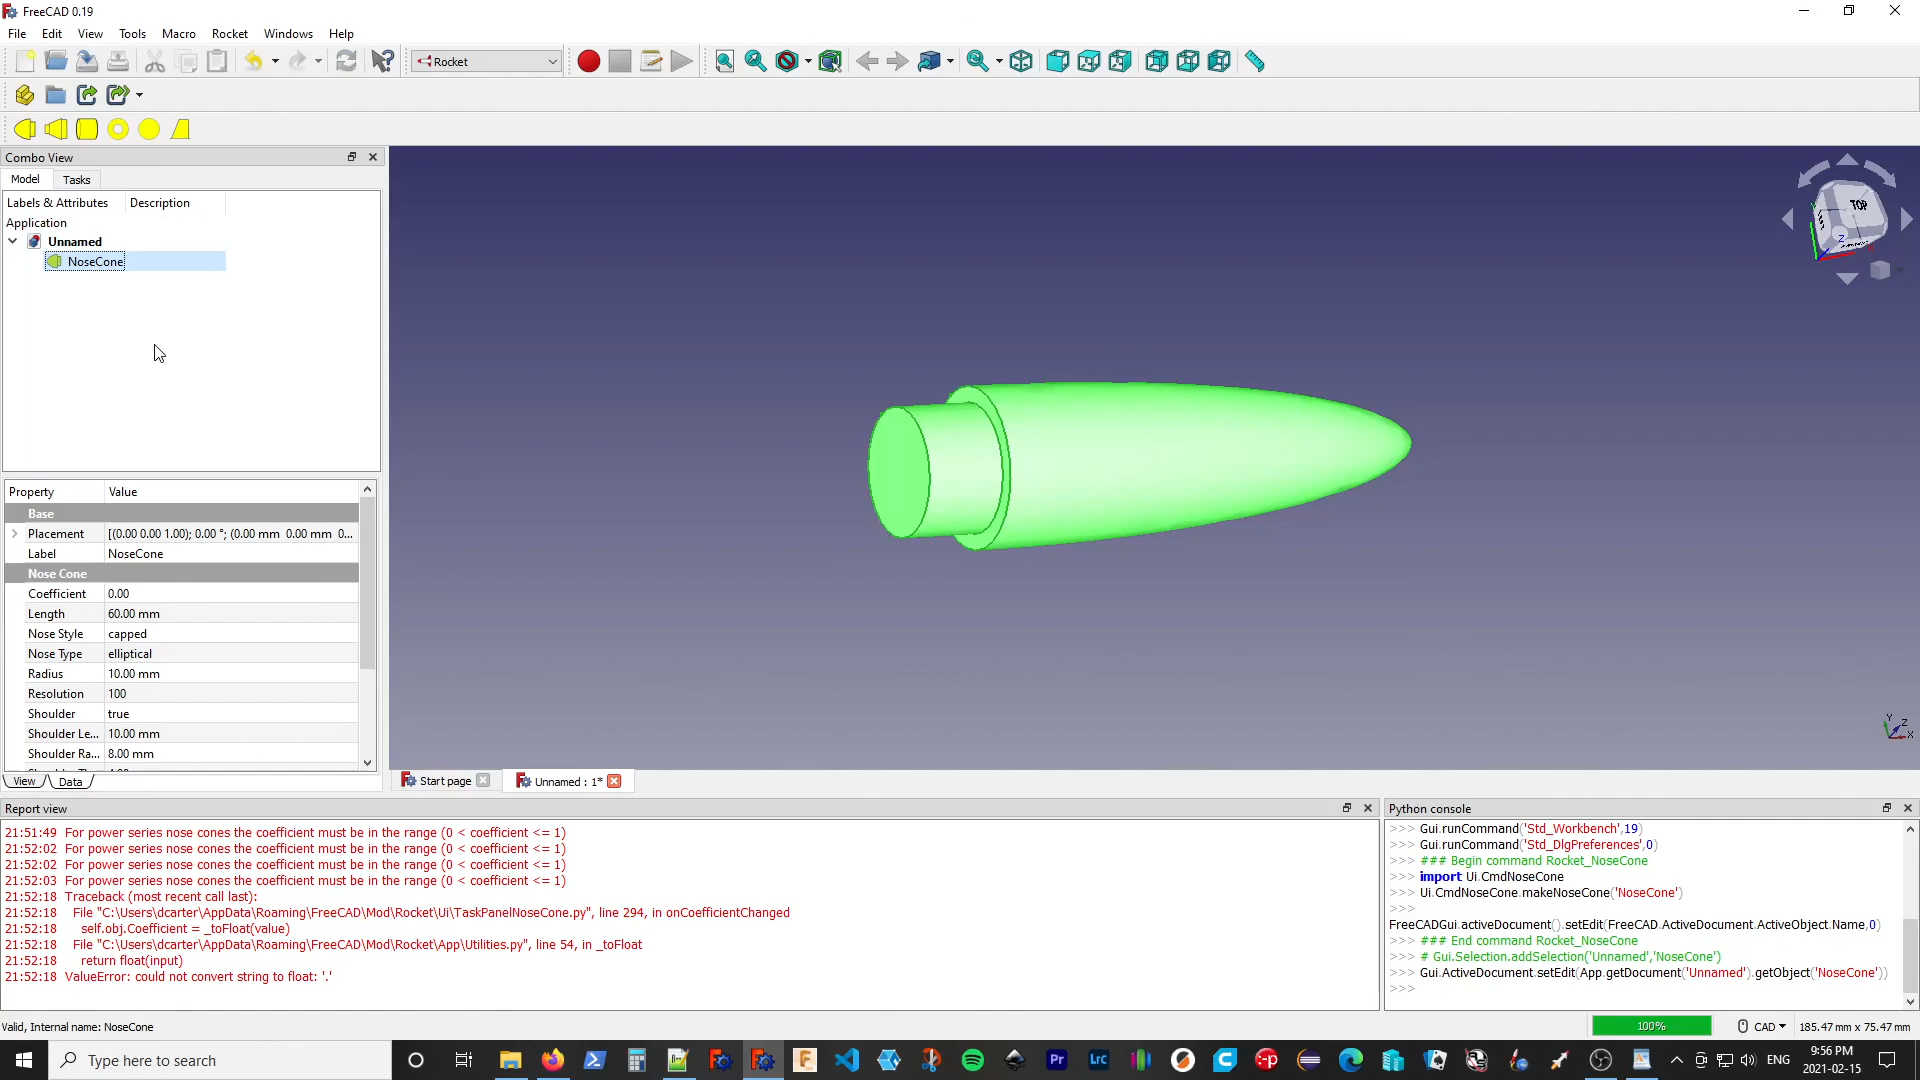 FreeCAD 0.19
File Edit View Tools Macro Rocket Windows Help
Rocket
Combo View
Model Tasks
Labels & Attributes Description
Application
Unnamed
NoseCone
TOP
Z
Property Value
Base
Placement [(0.00 0.00 1.00); 0.00 °; (0.00 mm 0.00 mm 0...
Label NoseCone
Nose Cone
Coefficient 0.00
Length 60.00 mm
Nose Style capped
Nose Type elliptical
Radius 10.00 mm
Resolution 100
Shoulder true
Shoulder Le... 10.00 mm
Shoulder Ra... 8.00 mm
Y Z X
View Data
Start page Unnamed : 1*
Report view
21:51:49 For power series nose cones the coefficient must be in the range (0 < coefficient <= 1)
21:52:02 For power series nose cones the coefficient must be in the range (0 < coefficient <= 1)
21:52:02 For power series nose cones the coefficient must be in the range (0 < coefficient <= 1)
21:52:03 For power series nose cones the coefficient must be in the range (0 < coefficient <= 1)
21:52:18 Traceback (most recent call last):
21:52:18 File "C:\Users\dcarter\AppData\Roaming\FreeCAD\Mod\Rocket\Ui\TaskPanelNoseCone.py", line 294, in onCoefficientChanged
21:52:18 self.obj.Coefficient = _toFloat(value)
21:52:18 File "C:\Users\dcarter\AppData\Roaming\FreeCAD\Mod\Rocket\App\Utilities.py", line 54, in _toFloat
21:52:18 return float(input)
21:52:18 ValueError: could not convert string to float: '.'
Python console
>>> Gui.runCommand('Std_Workbench',19)
>>> Gui.runCommand('Std_DlgPreferences',0)
>>> ### Begin command Rocket_NoseCone
>>> import Ui.CmdNoseCone
>>> Ui.CmdNoseCone.makeNoseCone('NoseCone')
>>>
FreeCADGui.activeDocument().setEdit(FreeCAD.ActiveDocument.ActiveObject.Name,0)
>>> ### End command Rocket_NoseCone
>>> # Gui.Selection.addSelection('Unnamed','NoseCone')
>>> Gui.ActiveDocument.setEdit(App.getDocument('Unnamed').getObject('NoseCone'))
>>>
Valid, Internal name: NoseCone
100% CAD 185.47 mm x 75.47 mm
Type here to search
Pr Lrc
ENG
9:56 PM
2021-02-15